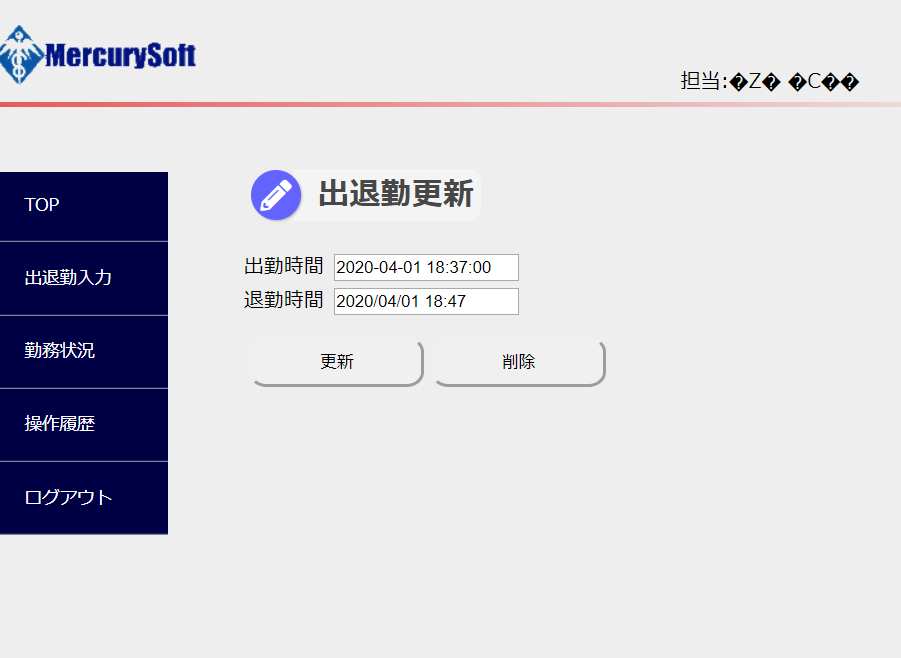 MercurySoft
担当:�Z� �C��
TOP
出退勤入力
勤務状況
操作履歴
ログアウト
出退勤更新
出勤時間 2020-04-01 18:37:00
退勤時間 2020/04/01 18:47
更新 削除